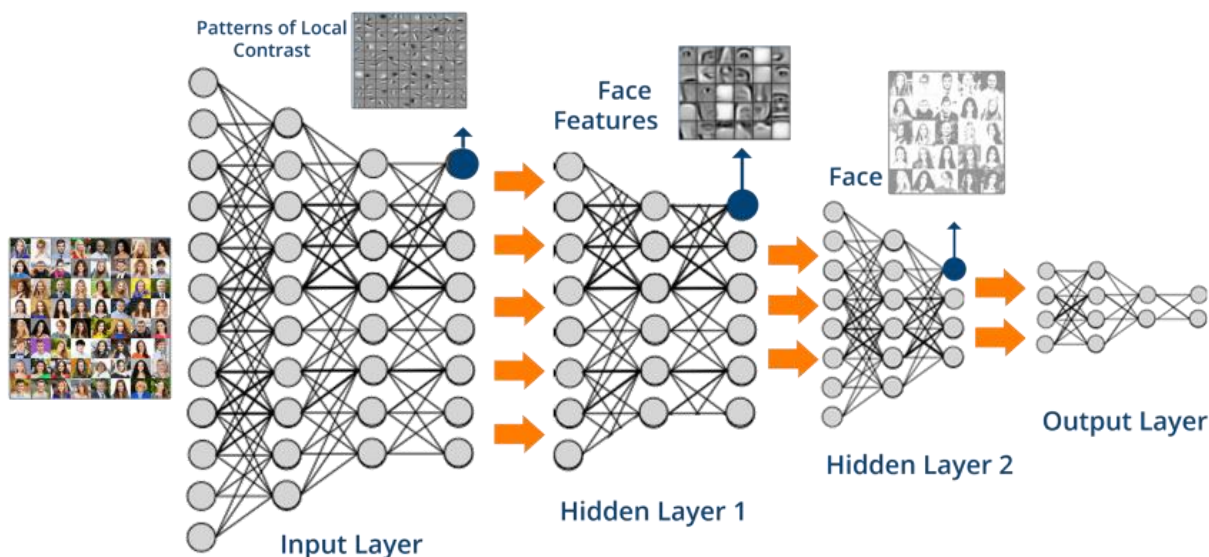 Patterns of Local
Contrast
Face
Features
Face
Input Layer
Hidden Layer 1
Hidden Layer 2
Output Layer